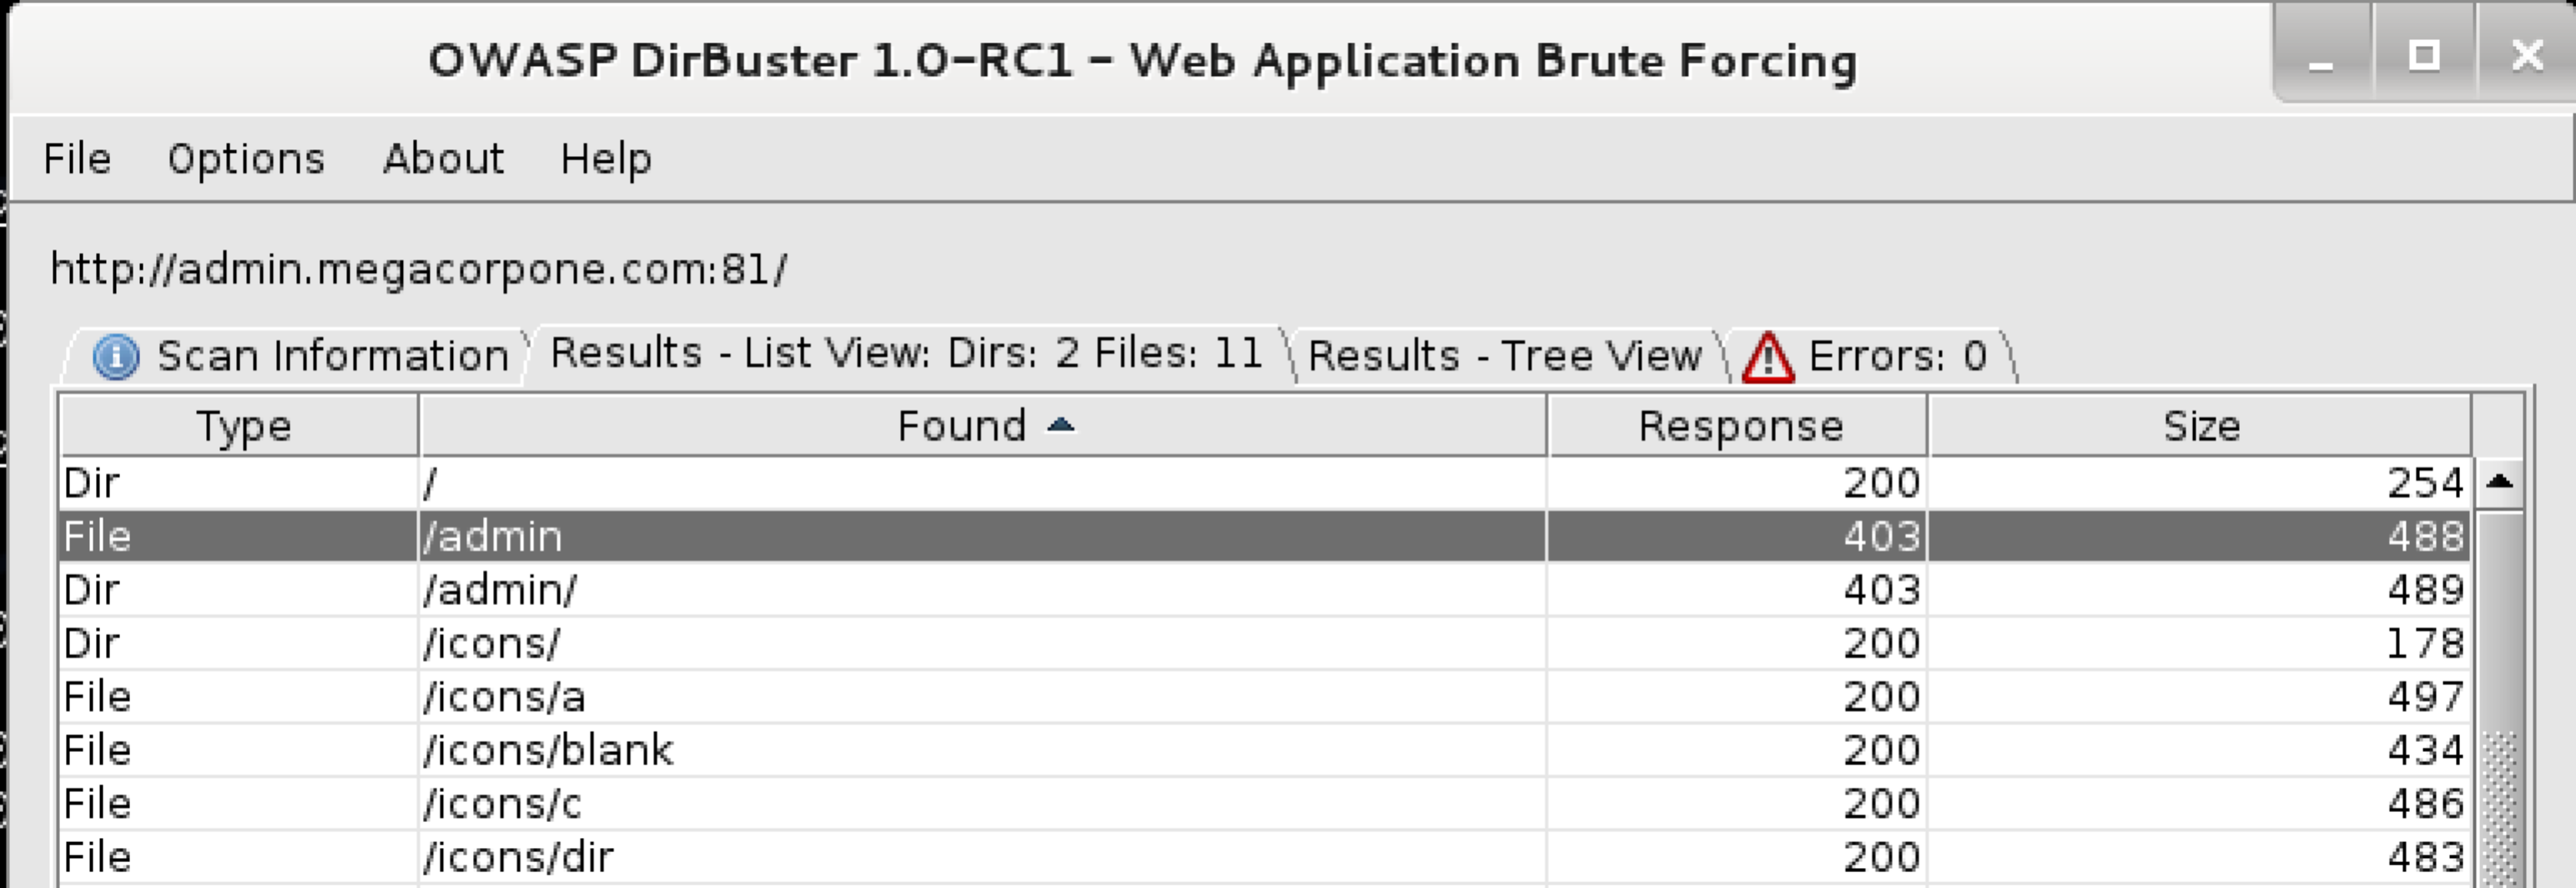 OWASP DirBuster 1.0-RC1 - Web Application Brute Forcing
File Options About Help
http://admin.megacorpone.com:81/
Scan Information Results - List View: Dirs: 2 Files: 11 Results - Tree View Errors: 0
Type Found Response Size
Dir / 200 254
File /admin 403 488
Dir /admin/ 403 489
Dir /icons/ 200 178
File /icons/a 200 497
File /icons/blank 200 434
File /icons/c 200 486
File /icons/dir 200 483